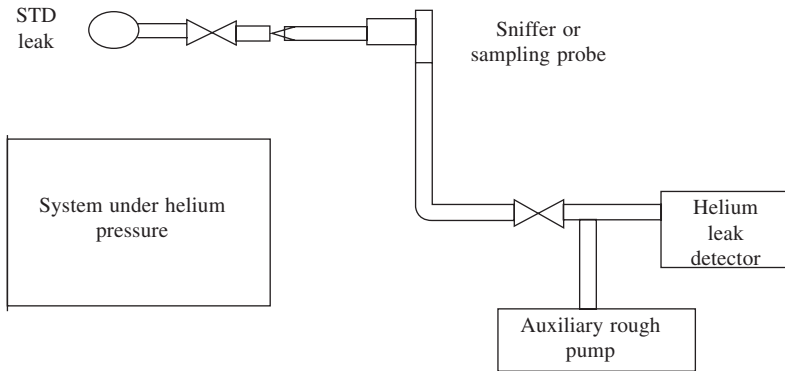 STD
leak
Sniffer or
sampling probe
System under helium
pressure
Helium
leak
detector
Auxiliary rough
pump